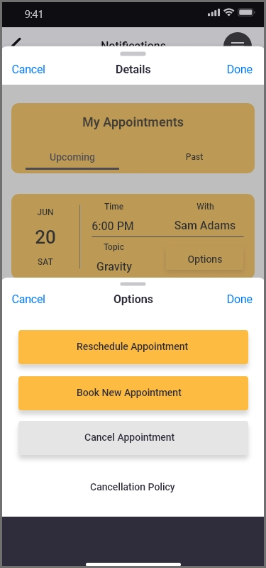 9:41
Notifications
Cancel Details Done
My Appointments
Upcoming Past
JUN
20
SAT
Time
6:00 PM
With
Sam Adams
Topic
Gravity
Options
Cancel Options Done
Reschedule Appointment
Book New Appointment
Cancel Appointment
Cancellation Policy